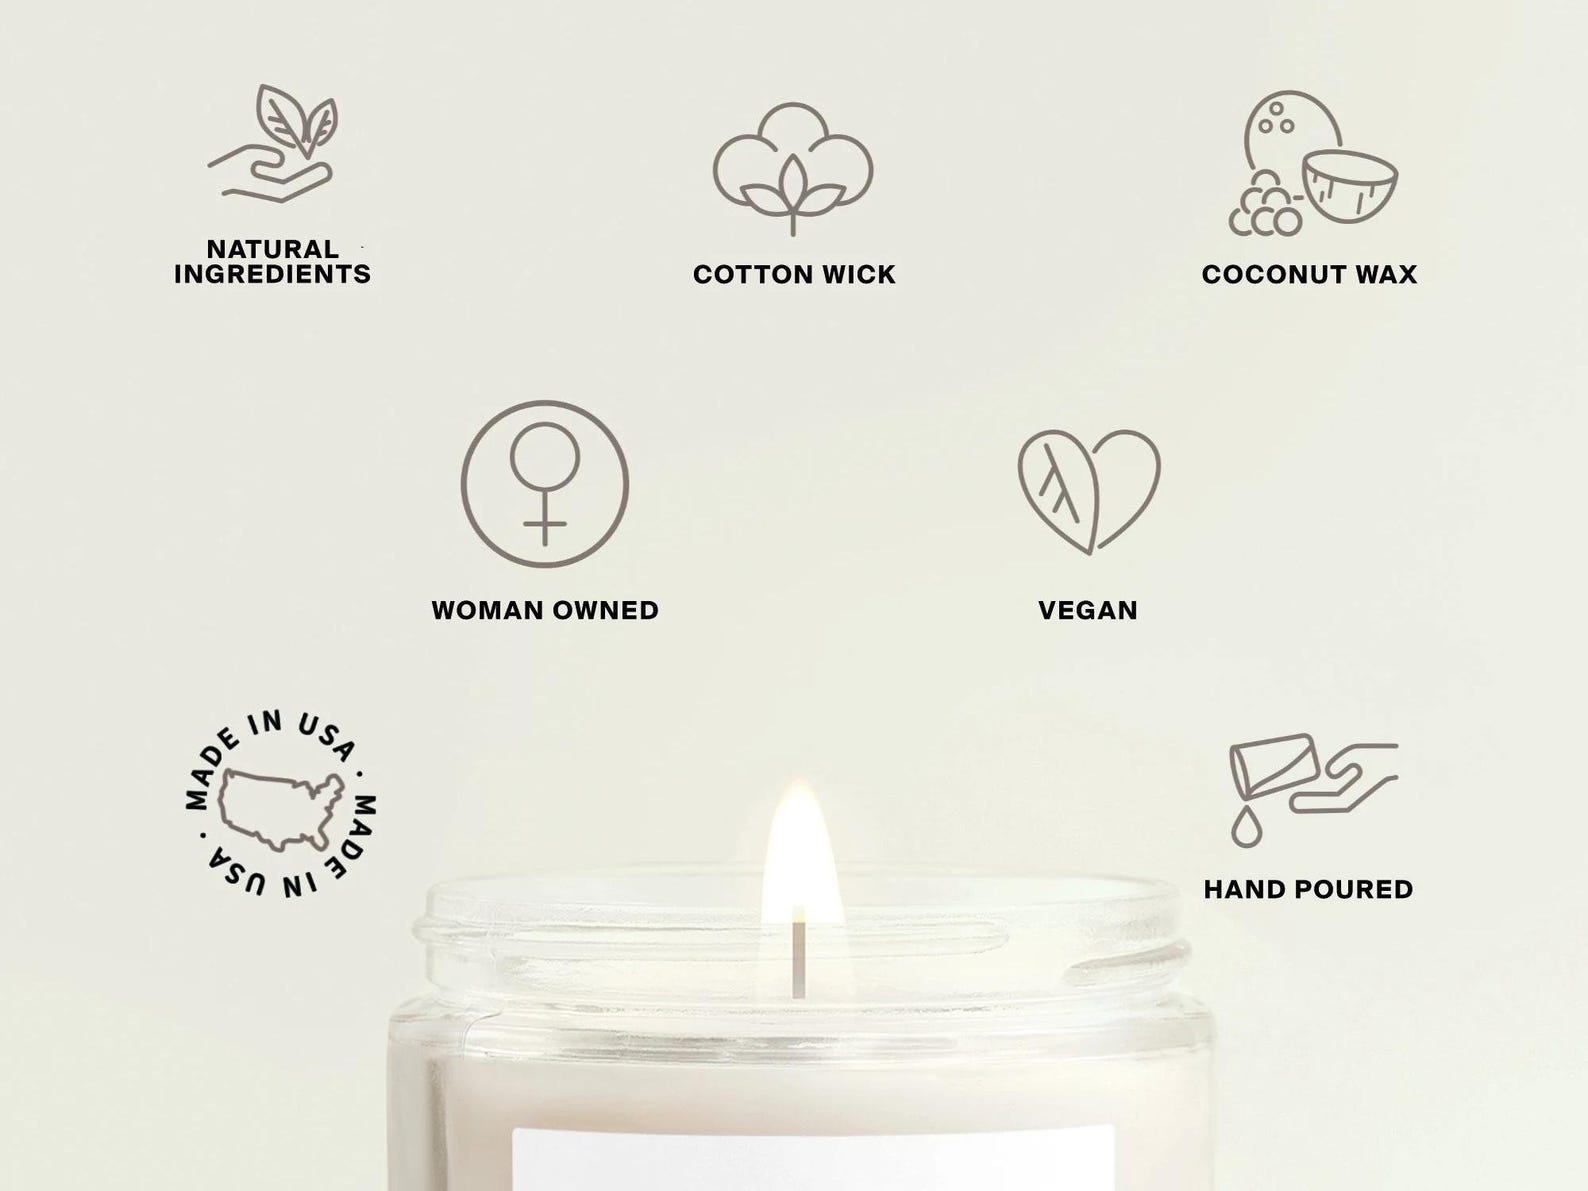 NATURAL
INGREDIENTS
COTTON WICK
COCONUT WAX
WOMAN OWNED
VEGAN
MADE IN USA · MADE IN USA ·
HAND POURED